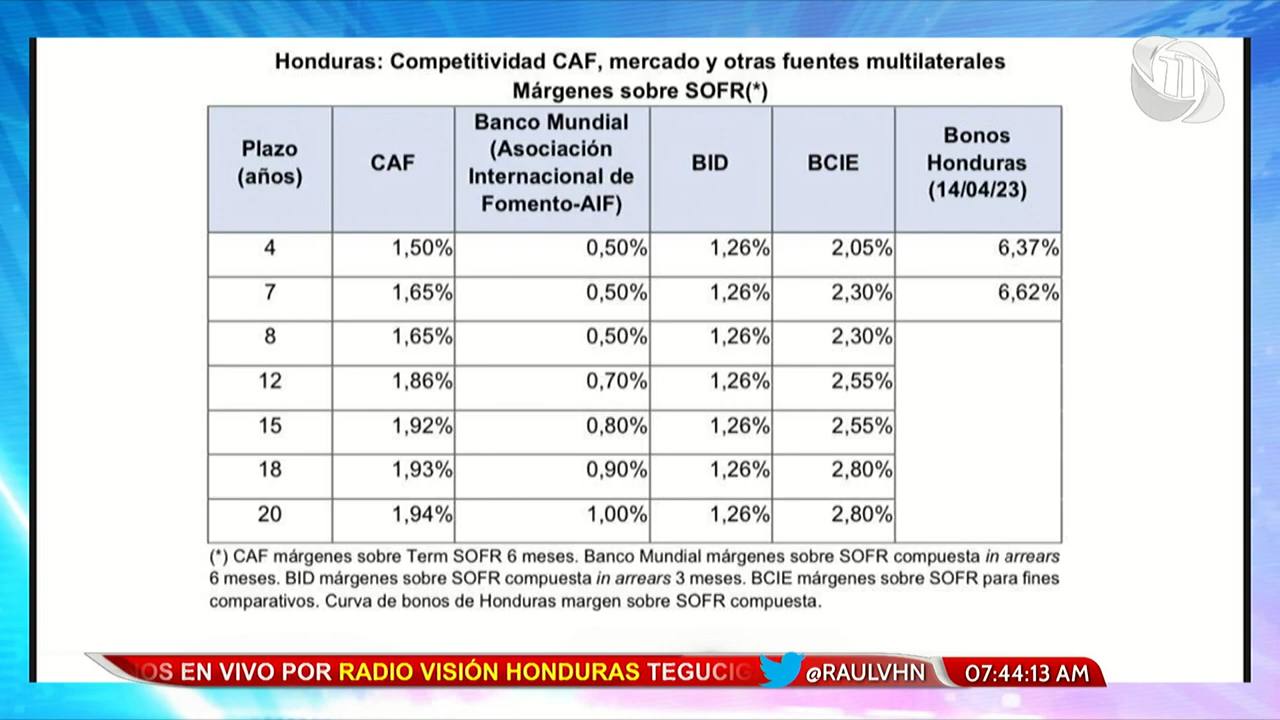 Honduras: Competitividad CAF, mercado y otras fuentes multilaterales
Márgenes sobre SOFR(*)
Plazo (años) CAF Banco Mundial (Asociación Internacional de Fomento-AIF) BID BCIE Bonos Honduras (14/04/23)
4 1,50% 0,50% 1,26% 2,05% 6,37%
7 1,65% 0,50% 1,26% 2,30% 6,62%
8 1,65% 0,50% 1,26% 2,30%
12 1,86% 0,70% 1,26% 2,55%
15 1,92% 0,80% 1,26% 2,55%
18 1,93% 0,90% 1,26% 2,80%
20 1,94% 1,00% 1,26% 2,80%
(*) CAF márgenes sobre Term SOFR 6 meses. Banco Mundial márgenes sobre SOFR compuesta in arrears
6 meses. BID márgenes sobre SOFR compuesta in arrears 3 meses. BCIE márgenes sobre SOFR para fines
comparativos. Curva de bonos de Honduras margen sobre SOFR compuesta.
EN VIVO POR RADIO VISIÓN HONDURAS TEGUCIG @RAULVHN 07:44:13 AM